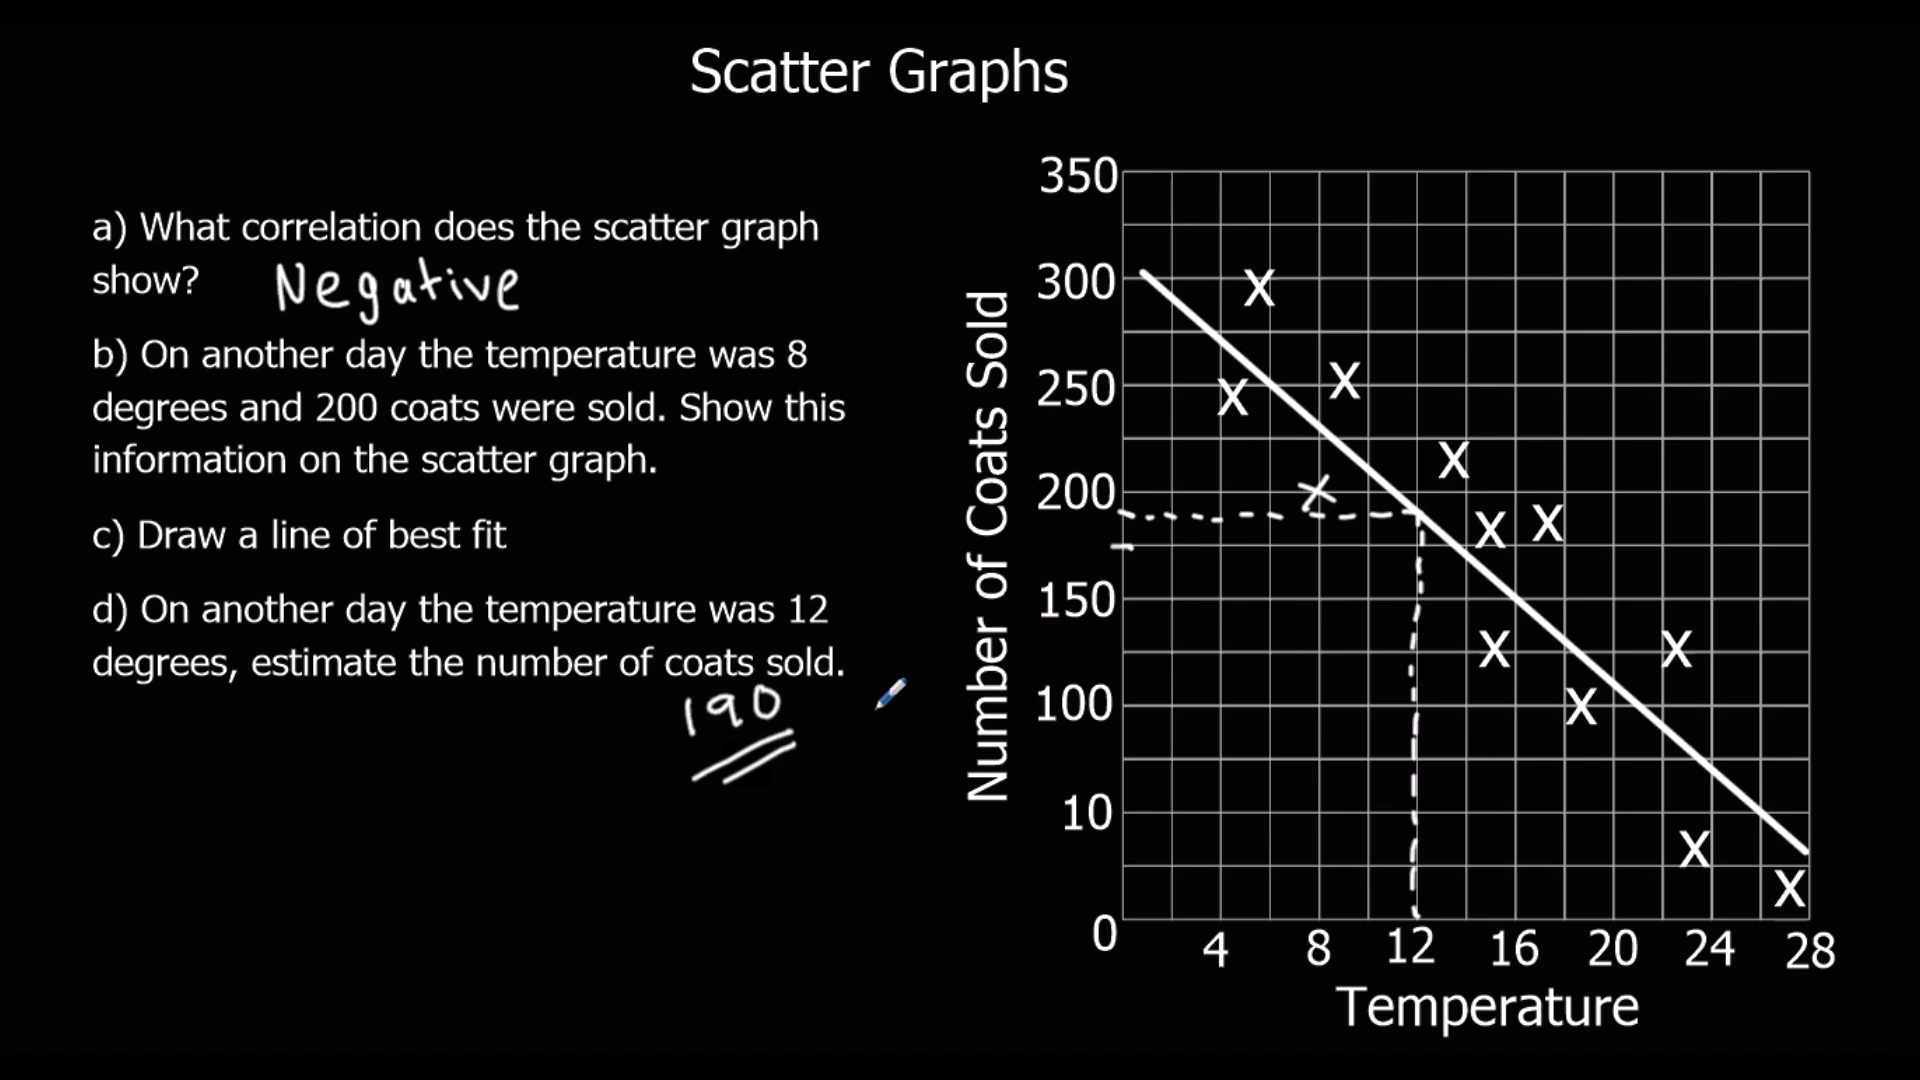 Scatter Graphs
a) What correlation does the scatter graph
show? Negative
b) On another day the temperature was 8
degrees and 200 coats were sold. Show this
information on the scatter graph.
c) Draw a line of best fit
d) On another day the temperature was 12
degrees, estimate the number of coats sold.
190
Number of Coats Sold
350
300
250
200
150
100
10
0
4 8 12 16 20 24 28
Temperature